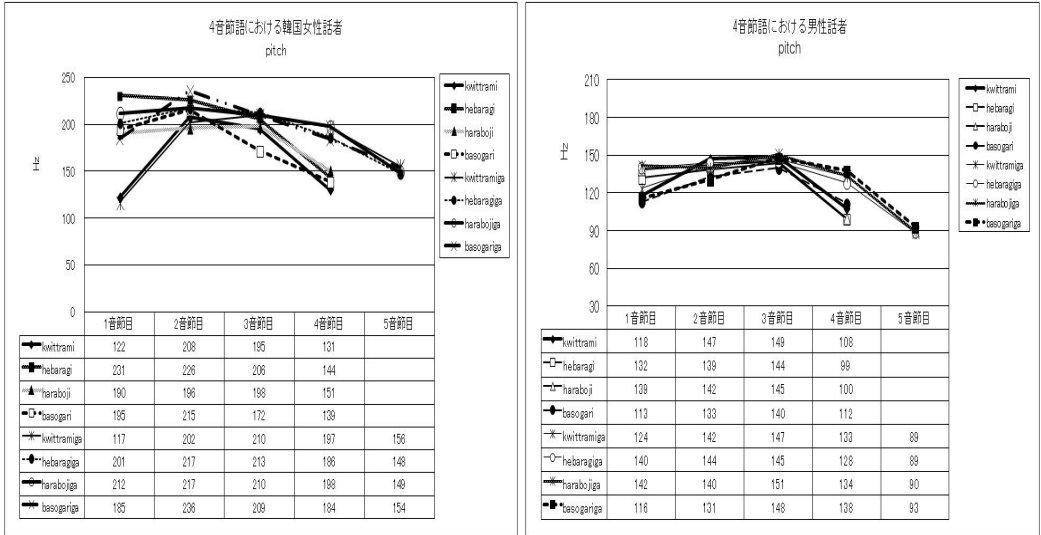 4音節語における韓国女性話者
pitch
250
200
150
100
50
0
Hz
kwittrami
hebaragi
haraboji
basogari
kwittramiga
hebaragiga
harabojiga
basogariga
1音節目 2音節目 3音節目 4音節目 5音節目
kwittrami 122 208 195 131
hebaragi 231 226 206 144
haraboji 190 196 198 151
basogari 195 215 172 139
kwittramiga 117 202 210 197 156
hebaragiga 201 217 213 186 148
harabojiga 212 217 210 198 149
basogariga 185 236 209 184 154
4音節語における男性話者
pitch
210
180
150
120
90
60
30
Hz
kwittrami
hebaragi
haraboji
basogari
kwittramiga
hebaragiga
harabojiga
basogariga
1音節目 2音節目 3音節目 4音節目 5音節目
kwittrami 118 147 149 108
hebaragi 132 139 144 99
haraboji 139 142 145 100
basogari 113 133 140 112
kwittramiga 124 142 147 133 89
hebaragiga 140 144 145 128 89
harabojiga 142 140 151 134 90
basogariga 116 131 148 138 93